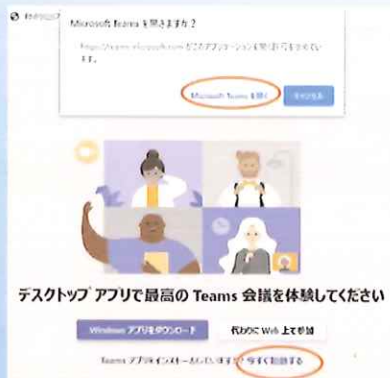 Microsoft Teams を開きますか？
https://teams.microsoft.com がこのアプリケーションを開く許可を求めてい
ます。
Microsoft Teams を開く
キャンセル
デスクトップ アプリで最高の Teams 会議を体験してください
Windows アプリをダウンロード
代わりに Web 上で参加
Teams アプリをインストールしていますか? 今すぐ起動する